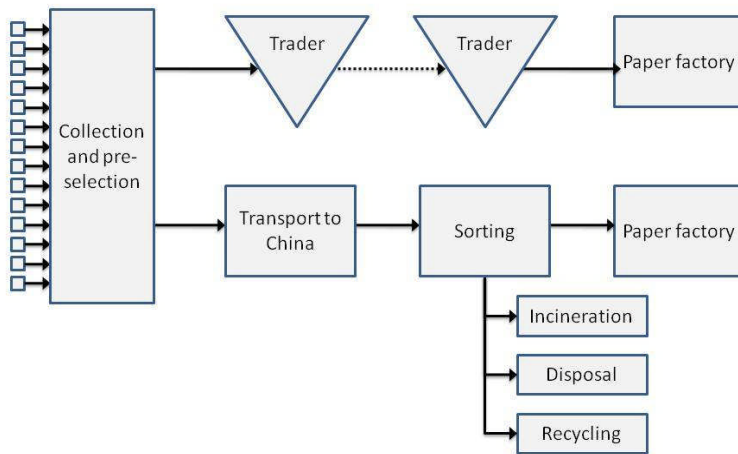 Trader
Trader
Paper factory
Collection
and pre-
selection
Transport to
China
Sorting
Paper factory
Incineration
Disposal
Recycling